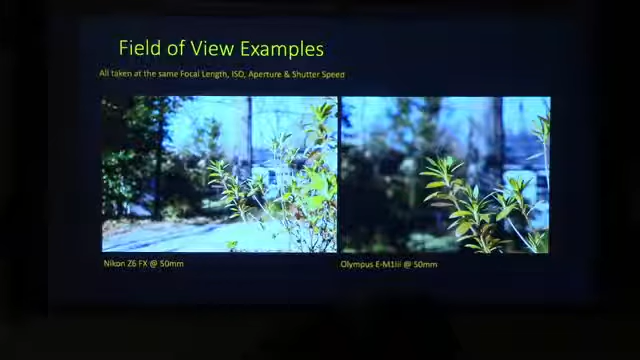 Field of View Examples
All taken at the same Focal Length, ISO, Aperture & Shutter Speed
Nikon Z6 FX @ 50mm
Olympus E-M1iii @ 50mm